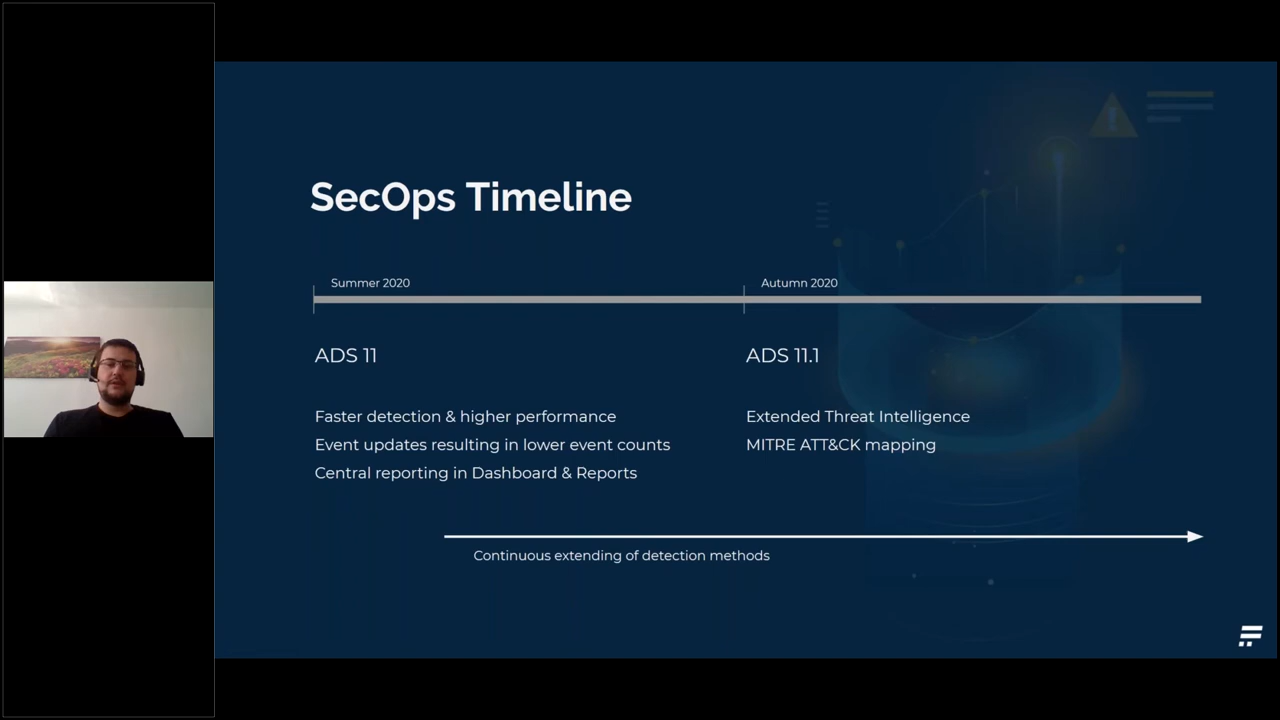 SecOps Timeline
Summer 2020
Autumn 2020
ADS 11
Faster detection & higher performance
Event updates resulting in lower event counts
Central reporting in Dashboard & Reports
ADS 11.1
Extended Threat Intelligence
MITRE ATT&CK mapping
Continuous extending of detection methods